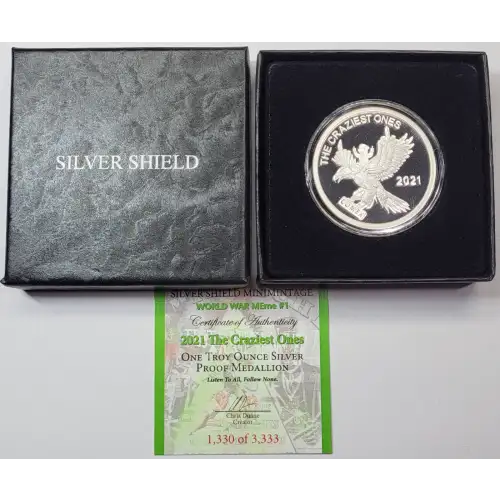 SILVER SHIELD
THE CRAZIEST ONES
2021
SILVER SHIELD MINIMINTAGE
WORLD WAR MEme #1
Certificate of Authenticity
2021 The Craziest Ones
ONE TROY OUNCE SILVER
PROOF MEDALLION
Listen To All, Follow None.
Chris Duane
Creator
1,330 of 3,333